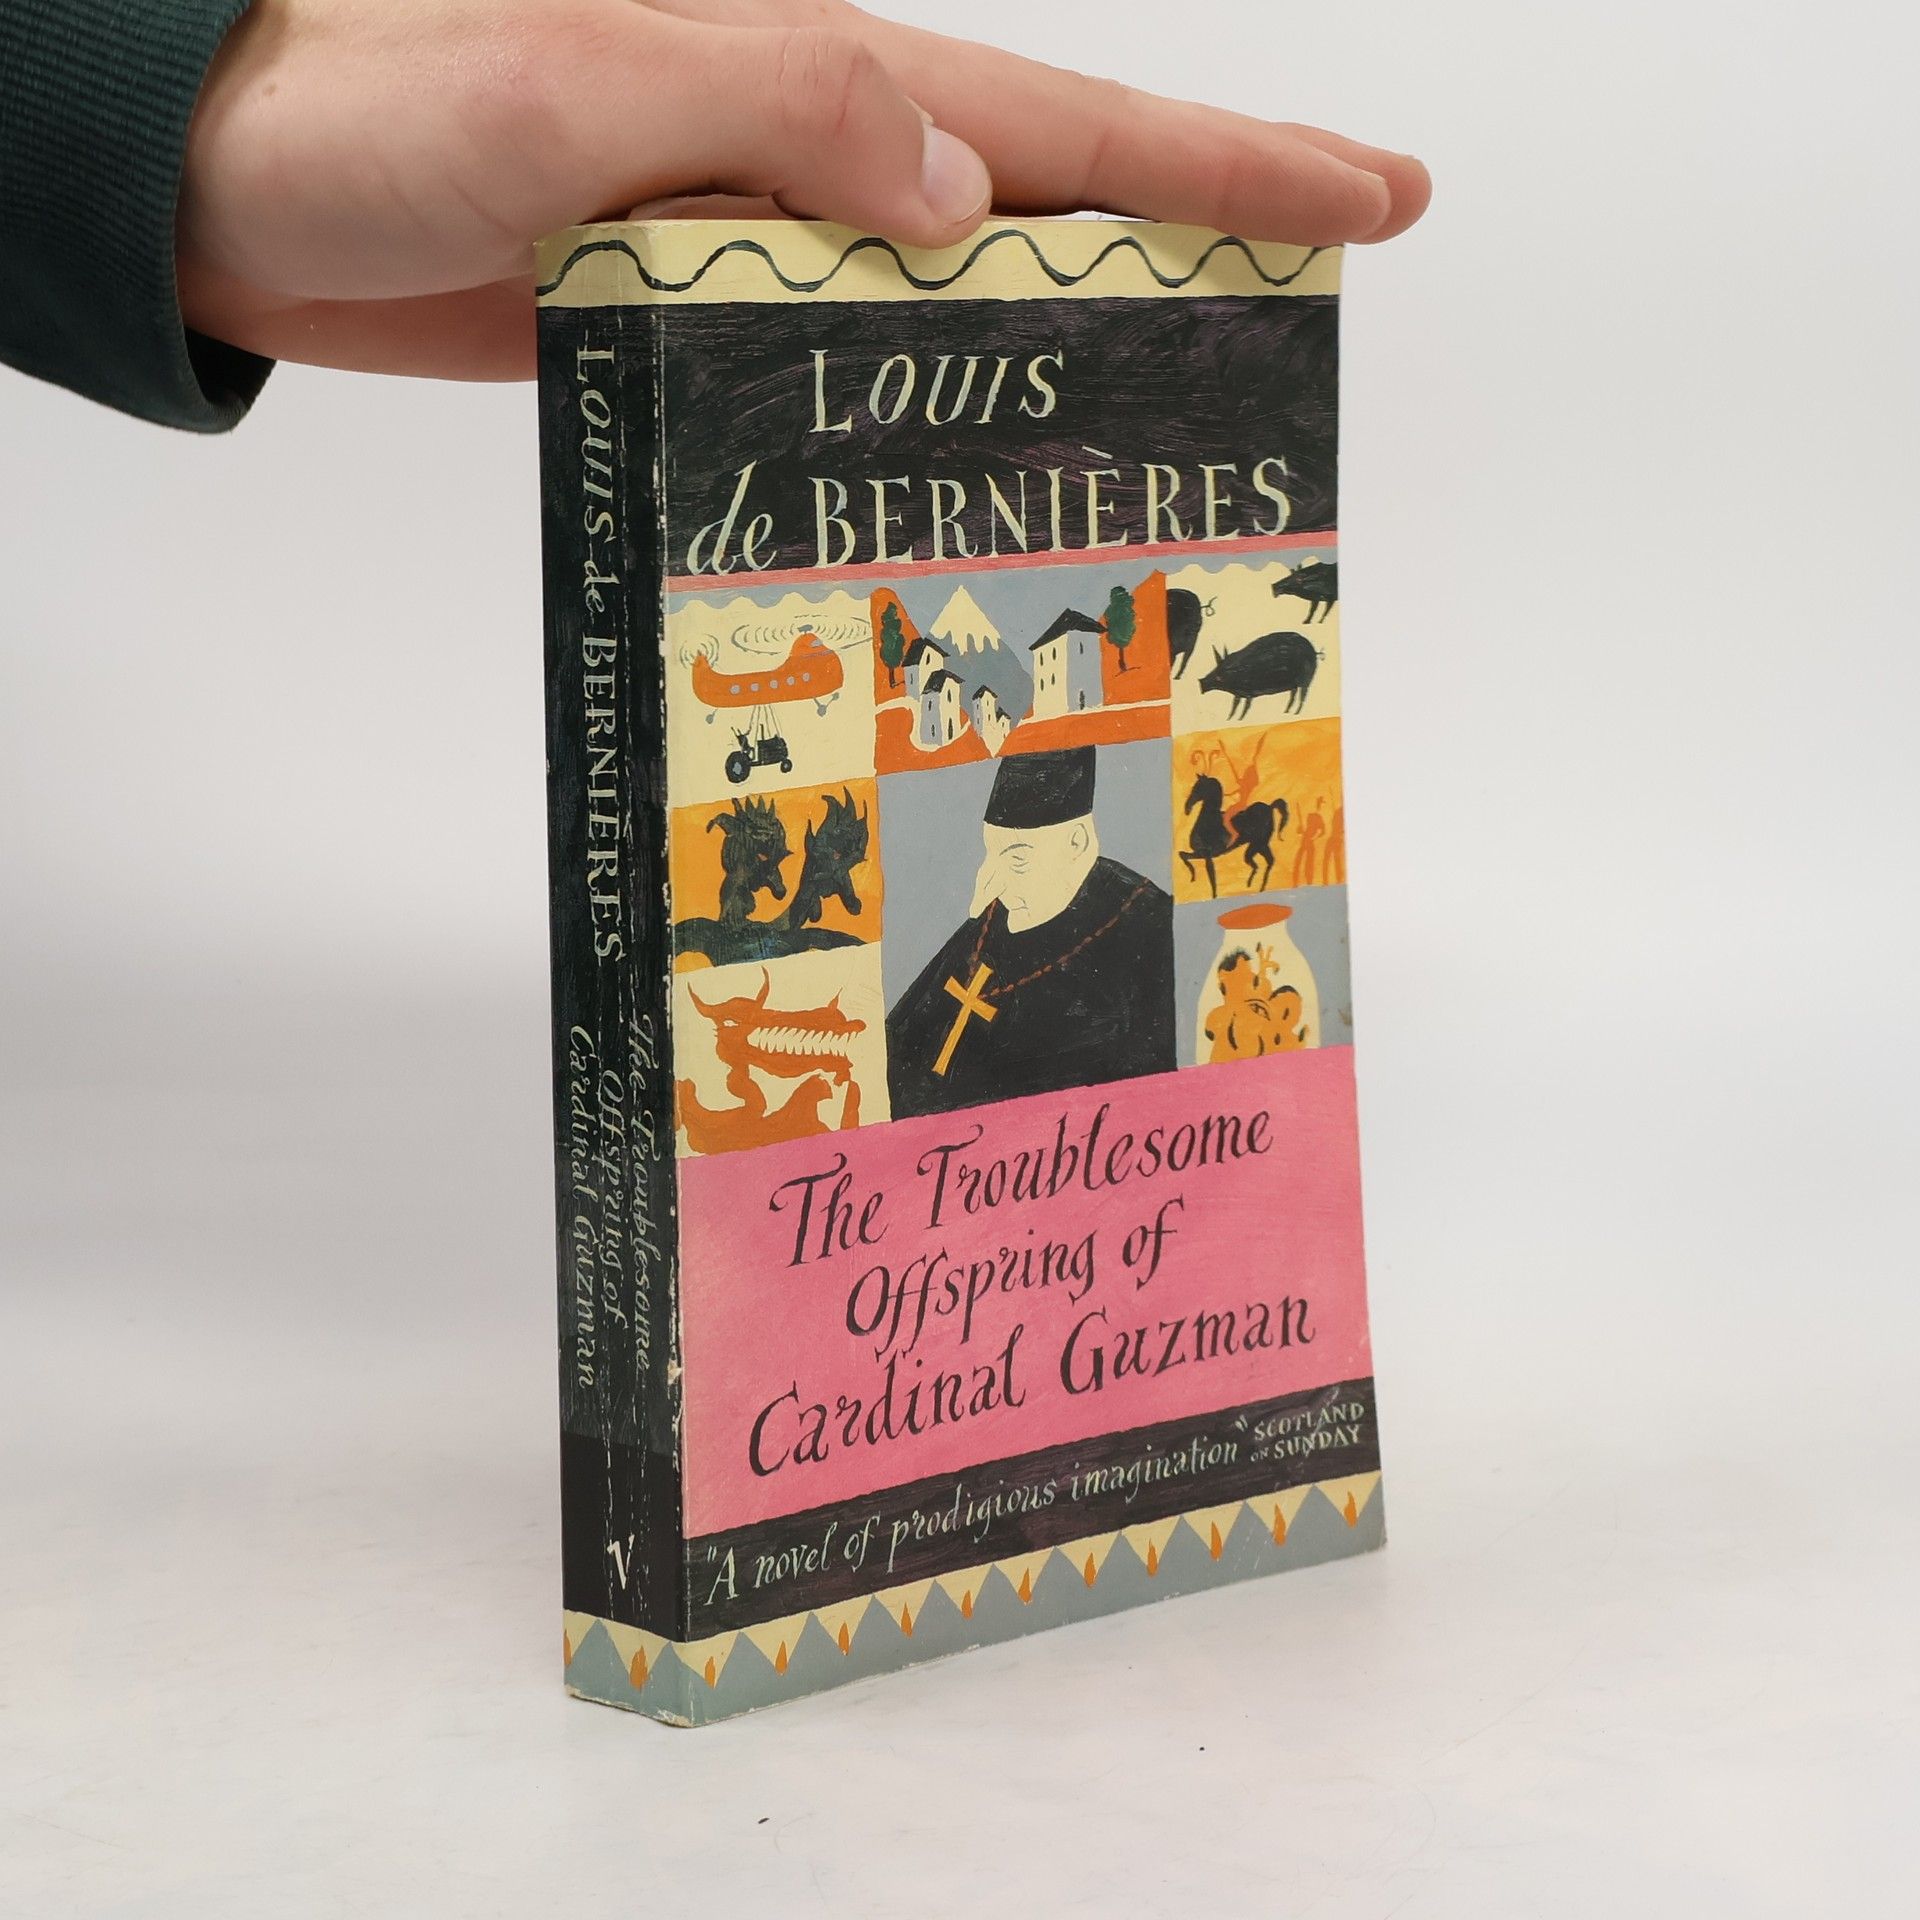 LOUIS de BERNIÈRES
The Troublesome
Offspring of
Cardinal Guzman
V
LOUIS
de BERNIÈRES
The Troublesome
Offspring of
Cardinal Guzman
"A novel of prodigious imagination" SCOTLAND
ON SUNDAY